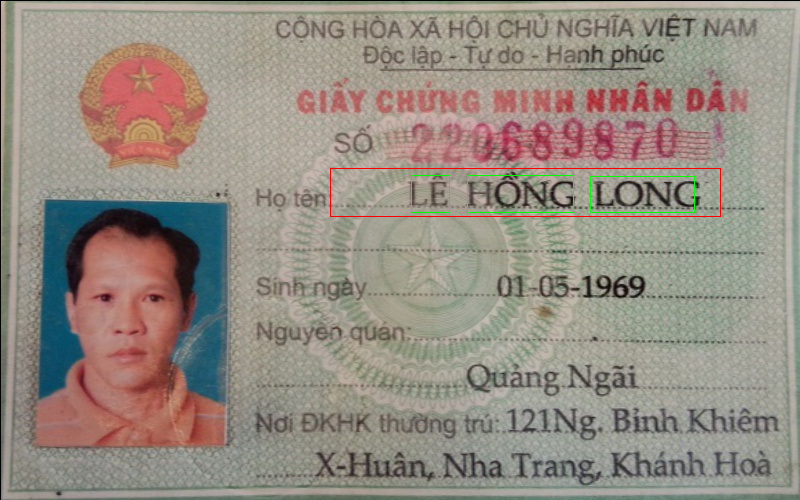 CỘNG HÒA XÃ HỘI CHỦ NGHĨA VIỆT NAM
Độc lập - Tự do - Hạnh phúc
GIẤY CHỨNG MINH NHÂN DÂN
SỐ 220689870
Họ tên LÊ HỒNG LONG
Sinh ngày 01-05-1969
Nguyên quán:
Quảng Ngãi
Nơi ĐKHK thường trú: 121Ng. Bỉnh Khiêm
X-Huân, Nha Trang, Khánh Hoà